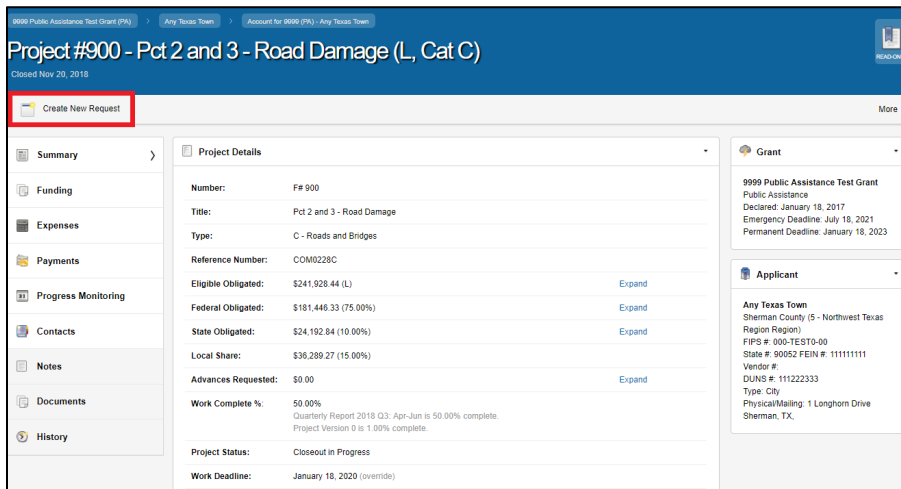 9999 Public Assistance Test Grant (PA) > Any Texas Town > Account for 9999 (PA) - Any Texas Town
Project #900 - Pct 2 and 3 - Road Damage (L, Cat C)
Closed Nov 20, 2018
READ-ON
Create New Request
More
Summary
Funding
Expenses
Payments
Progress Monitoring
Contacts
Notes
Documents
History
Project Details
Number: F# 900
Title: Pct 2 and 3 - Road Damage
Type: C - Roads and Bridges
Reference Number: COM0228C
Eligible Obligated: $241,928.44 (L) Expand
Federal Obligated: $181,446.33 (75.00%) Expand
State Obligated: $24,192.84 (10.00%) Expand
Local Share: $36,289.27 (15.00%)
Advances Requested: $0.00 Expand
Work Complete %: 50.00%
Quarterly Report 2018 Q3: Apr-Jun is 50.00% complete.
Project Version 0 is 1.00% complete.
Project Status: Closeout in Progress
Work Deadline: January 18, 2020 (override)
Grant
9999 Public Assistance Test Grant
Public Assistance
Declared: January 18, 2017
Emergency Deadline: July 18, 2021
Permanent Deadline: January 18, 2023
Applicant
Any Texas Town
Sherman County (5 - Northwest Texas
Region Region)
FIPS #: 000-TEST0-00
State #: 90052 FEIN #: 111111111
Vendor #:
DUNS #: 111222333
Type: City
Physical/Mailing: 1 Longhorn Drive
Sherman, TX,